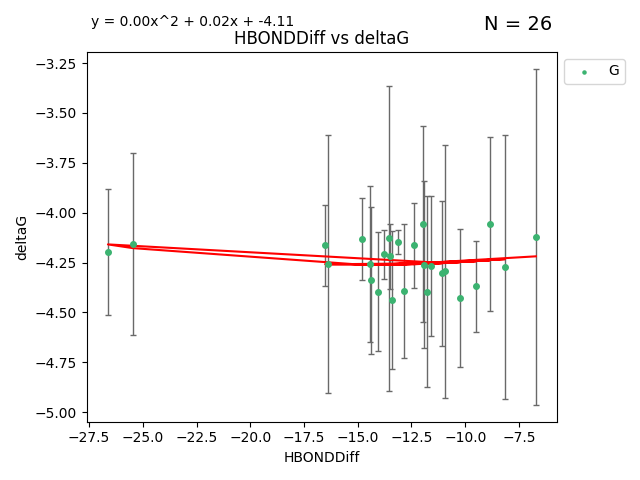 y = 0.00x^2 + 0.02x + -4.11
N = 26
HBONDDiff vs deltaG
G
deltaG
−3.25
−3.50
−3.75
−4.00
−4.25
−4.50
−4.75
−5.00
−27.5 −25.0 −22.5 −20.0 −17.5 −15.0 −12.5 −10.0 −7.5
HBONDDiff